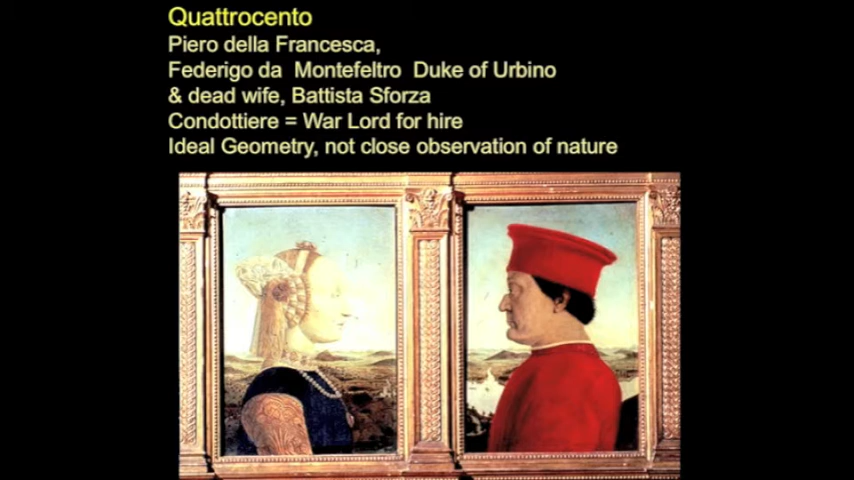 Quattrocento
Piero della Francesca,
Federigo da Montefeltro Duke of Urbino
& dead wife, Battista Sforza
Condottiere = War Lord for hire
Ideal Geometry, not close observation of nature